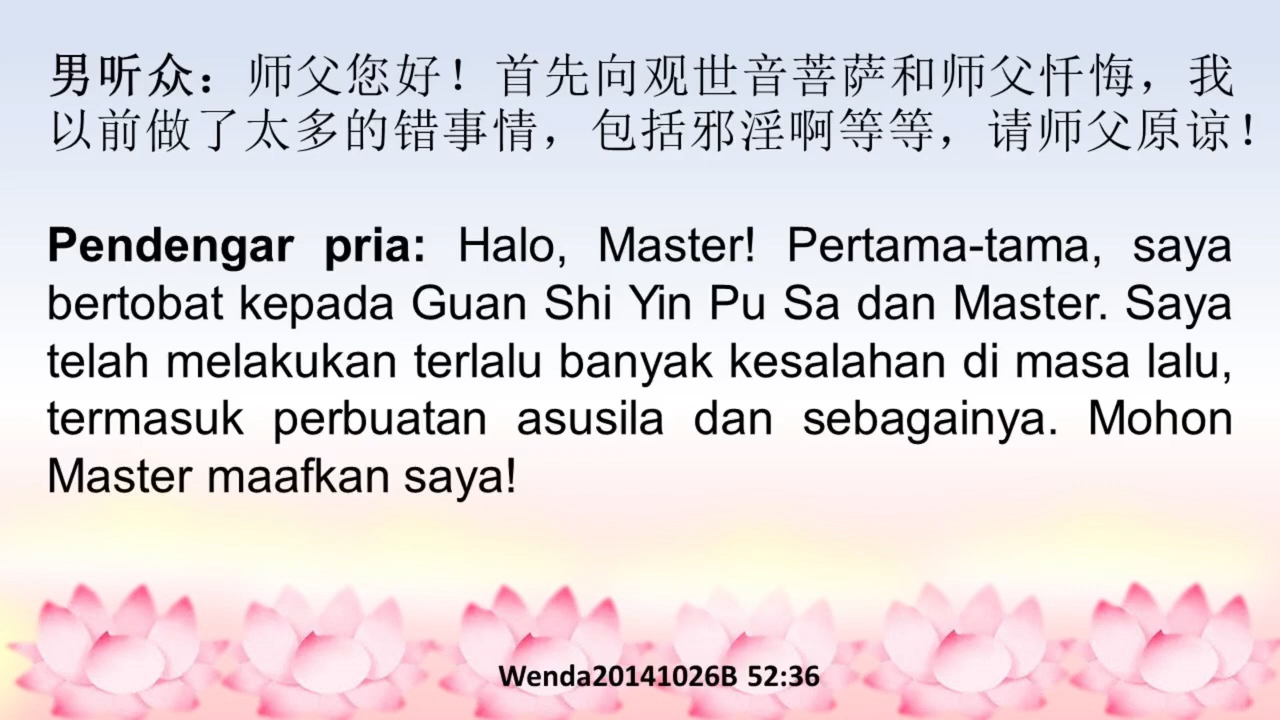 男听众：师父您好！首先向观世音菩萨和师父忏悔，我
以前做了太多的错事情，包括邪淫啊等等，请师父原谅！
Pendengar pria: Halo, Master! Pertama-tama, saya
bertobat kepada Guan Shi Yin Pu Sa dan Master. Saya
telah melakukan terlalu banyak kesalahan di masa lalu,
termasuk perbuatan asusila dan sebagainya. Mohon
Master maafkan saya!
Wenda20141026B 52:36